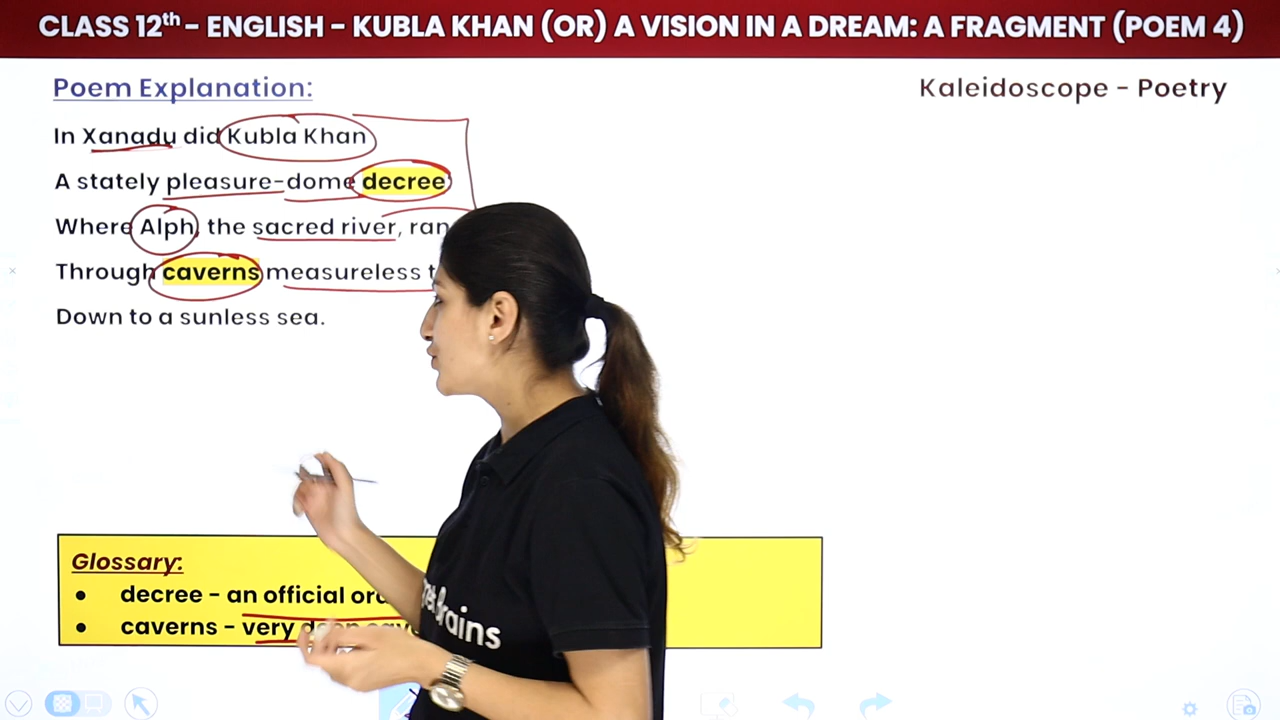 CLASS 12th - ENGLISH - KUBLA KHAN (OR) A VISION IN A DREAM: A FRAGMENT (POEM 4)
Poem Explanation:
Kaleidoscope - Poetry
In Xanadu did Kubla Khan
A stately pleasure-dome decree
Where Alph, the sacred river, ran
Through caverns measureless
Down to a sunless sea.
Glossary:
• decree - an official
• caverns - very deep